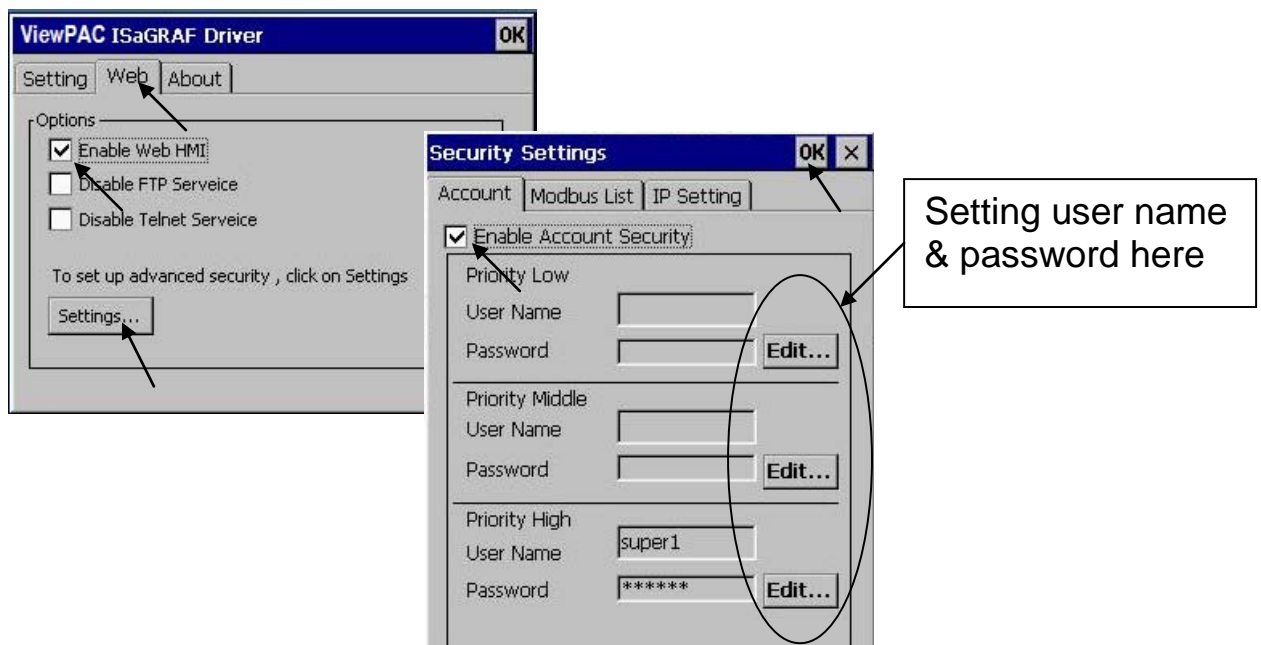 ViewPAC ISaGRAF Driver OK
Setting Web About
Options
Enable Web HMI
Disable FTP Serveice
Disable Telnet Serveice
To set up advanced security , click on Settings
Settings...
Security Settings OK ×
Account Modbus List IP Setting
Enable Account Security
Priority Low
User Name
Password Edit...
Priority Middle
User Name
Password Edit...
Priority High
User Name super1
Password ****** Edit...
Setting user name
& password here